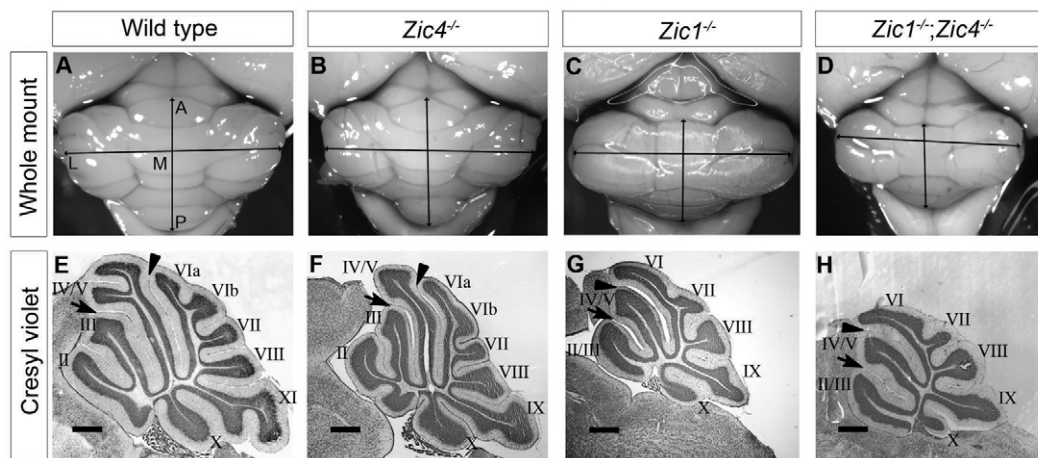 Wild type
Zic4-/-
Zic1-/-
Zic1-/-;Zic4-/-
Whole mount
A
A
L
M
P
B
C
D
Cresyl violet
E
IV/V
III
II
VIa
VIb
VII
VIII
XI
X
F
IV/V
III
II
VIa
VIb
VII
VIII
IX
X
G
VI
IV/V
II/III
VII
VIII
IX
X
H
VI
IV/V
II/III
VII
VIII
IX
X